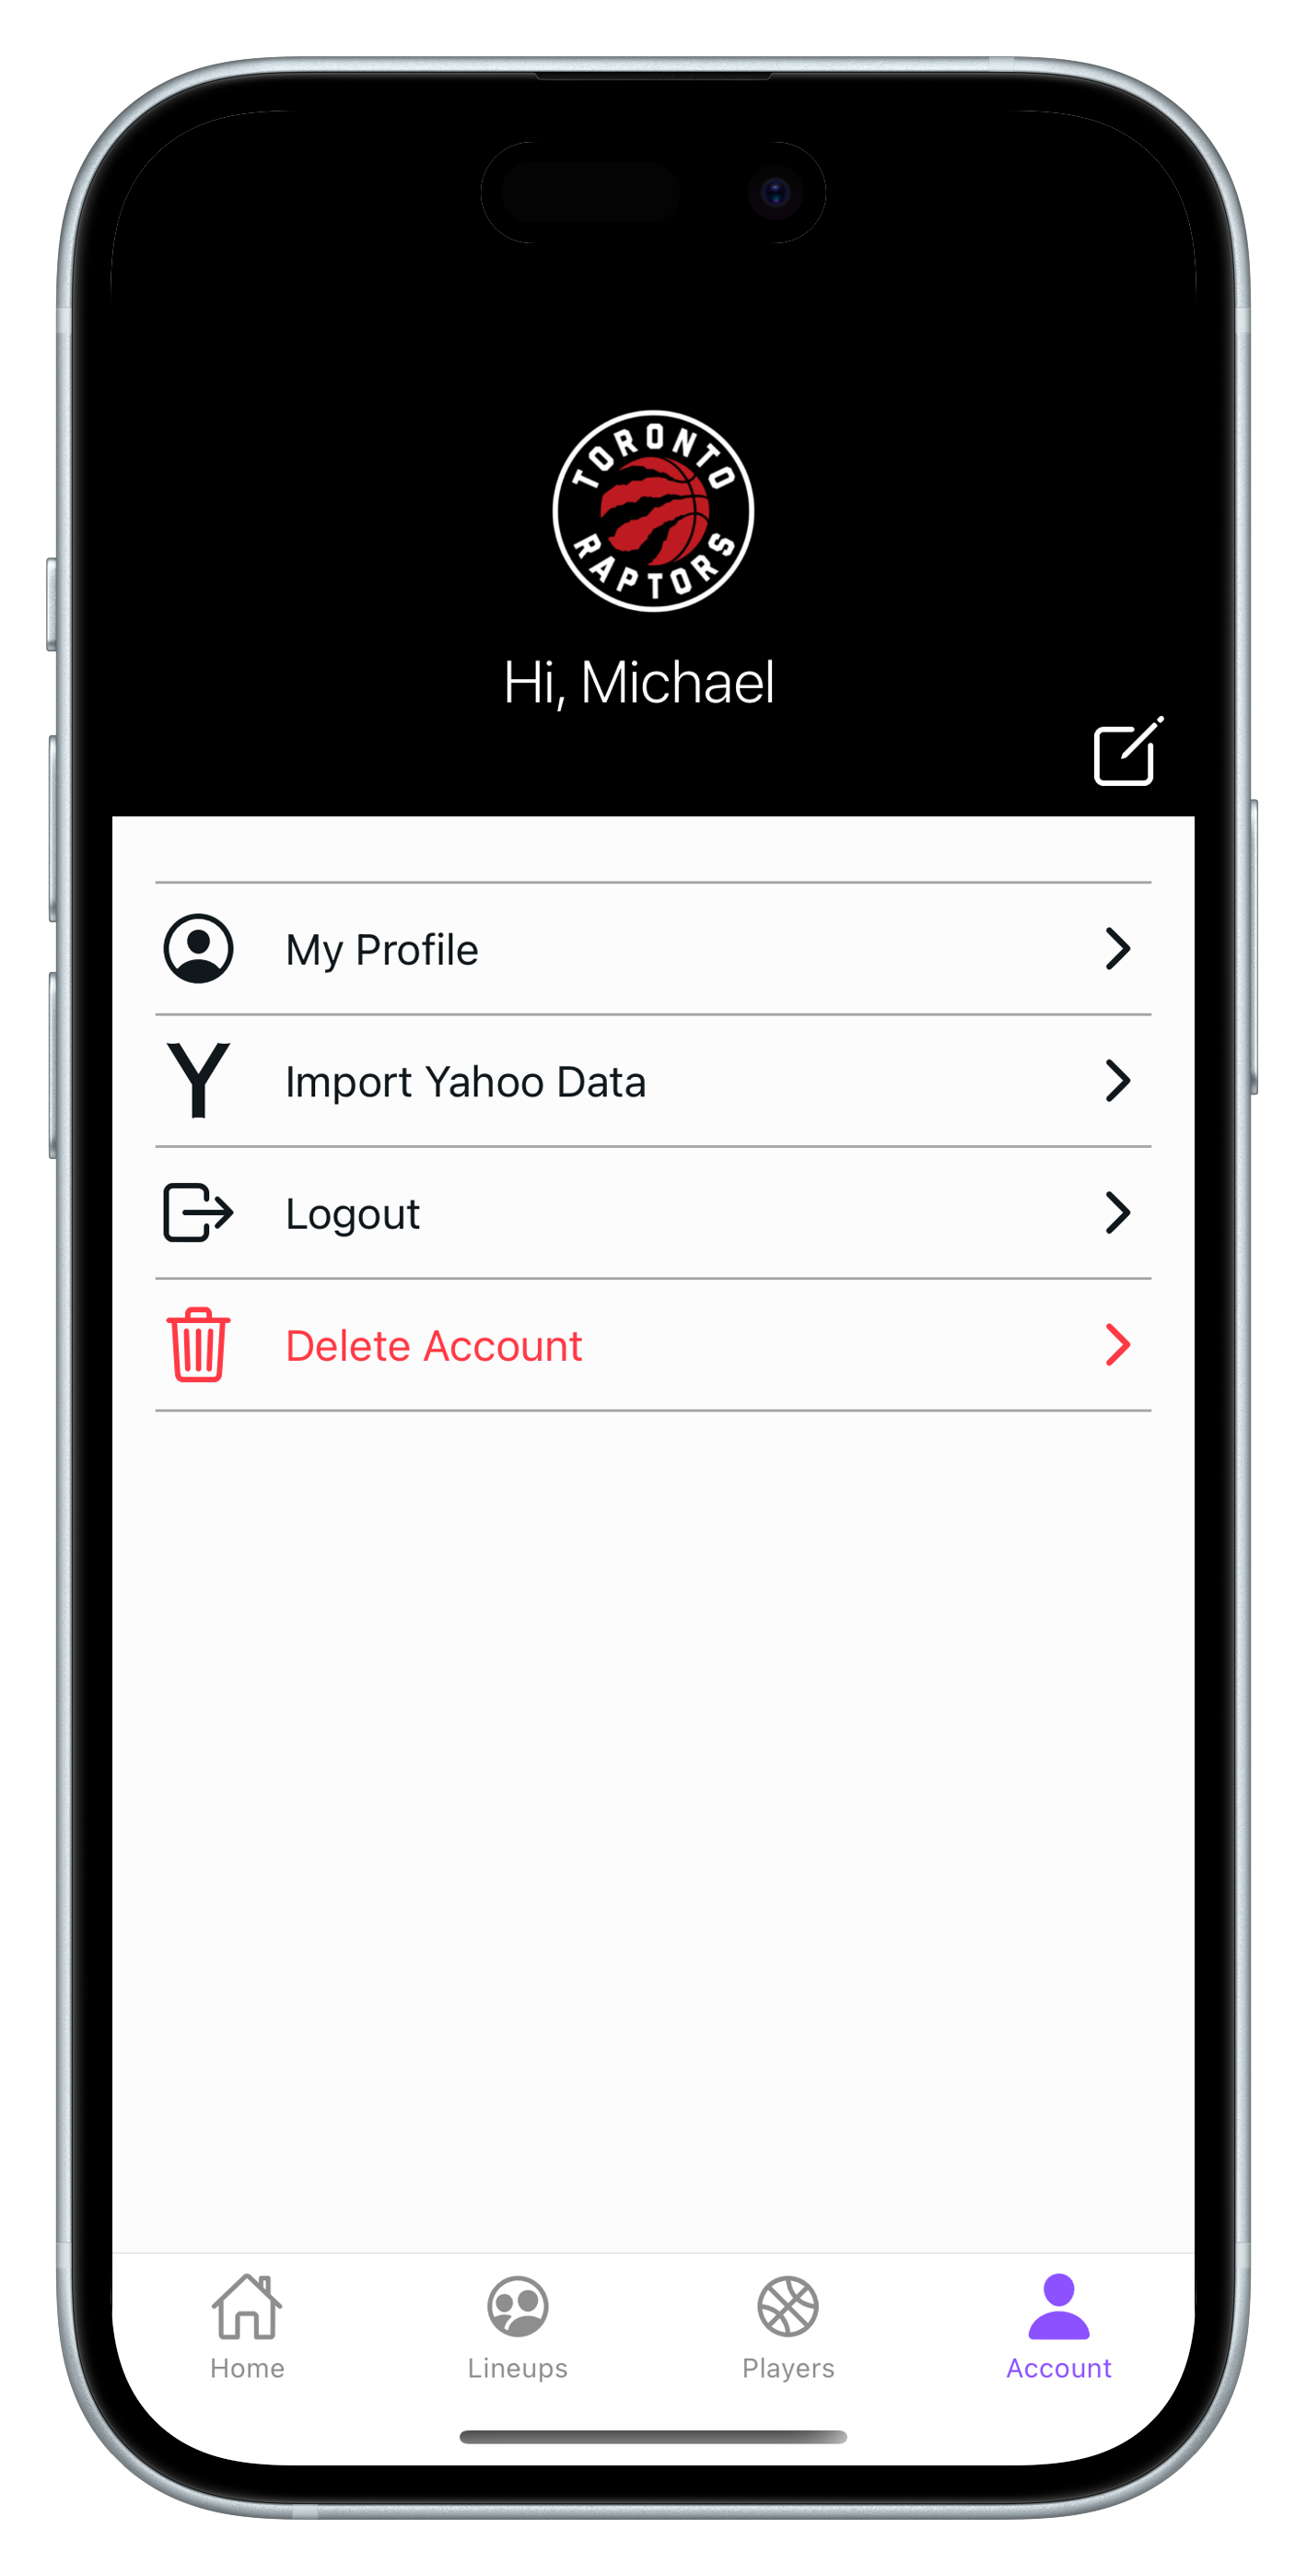 TORONTO
RAPTORS
Hi, Michael
My Profile
Y Import Yahoo Data
Logout
Delete Account
Home Lineups Players Account